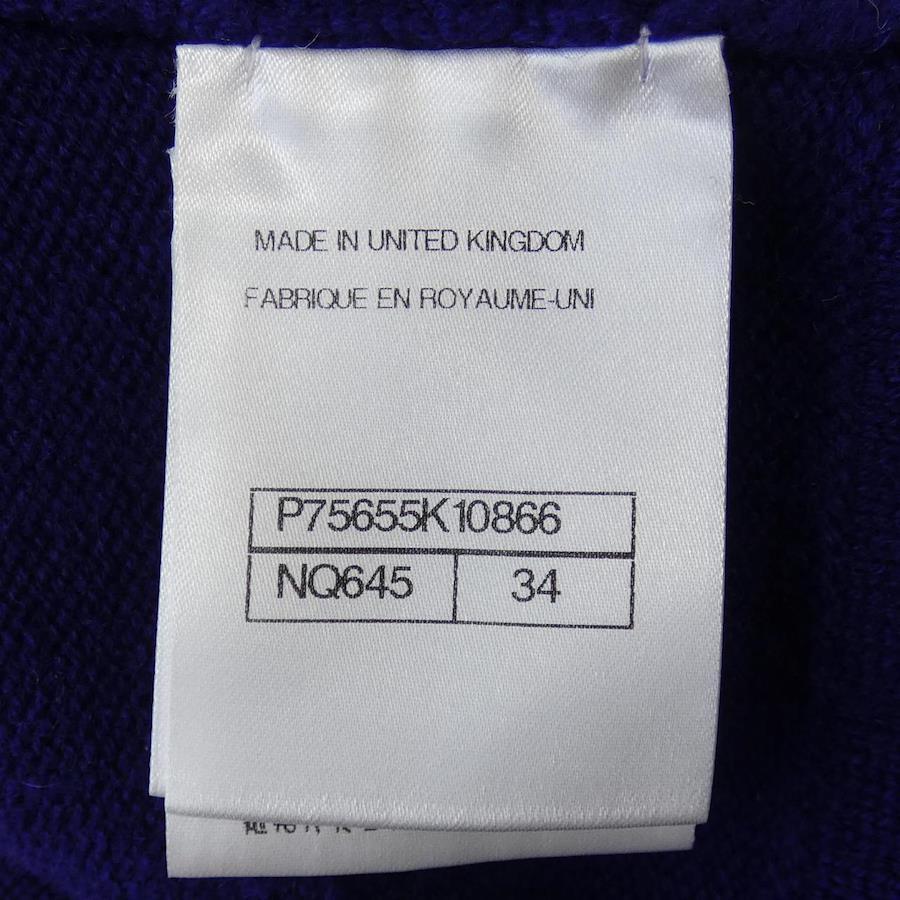 MADE IN UNITED KINGDOM
FABRIQUE EN ROYAUME-UNI
P75655K10866
NQ645 34